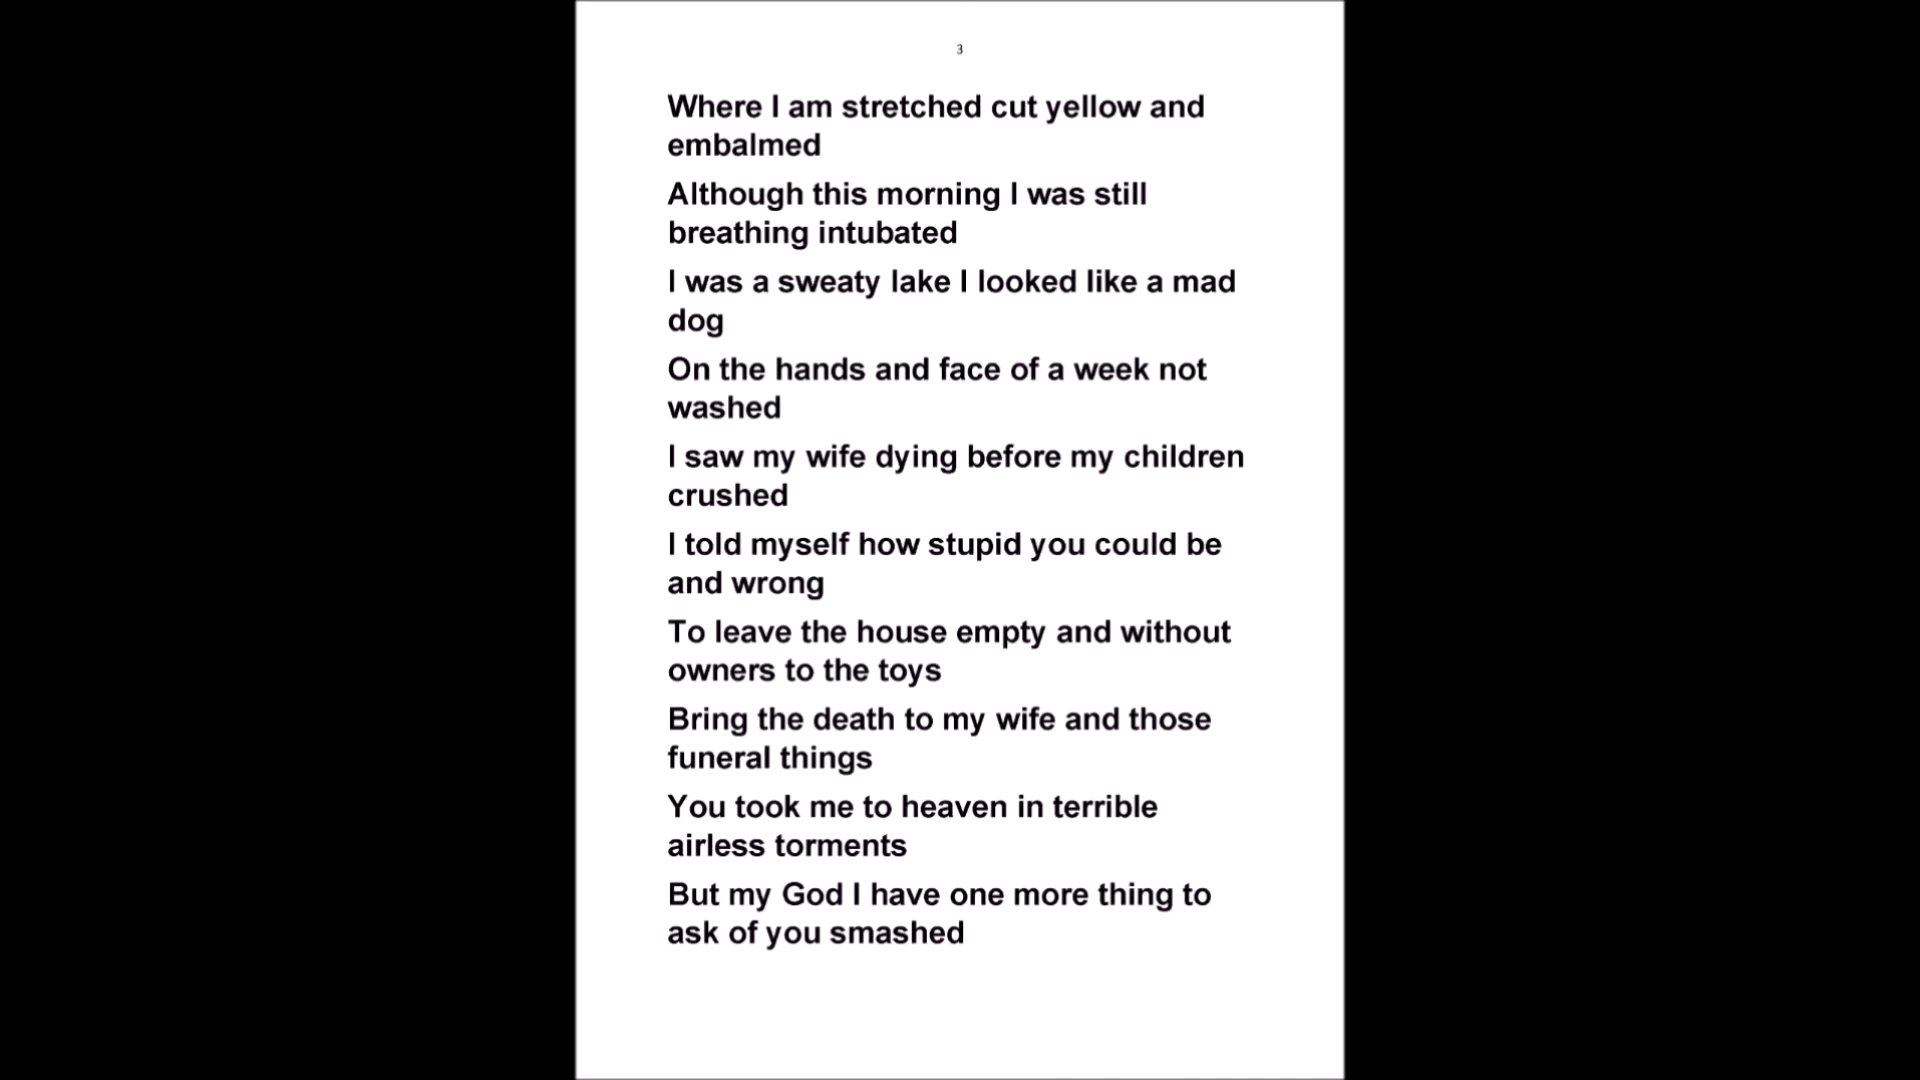 3
Where I am stretched cut yellow and
embalmed
Although this morning I was still
breathing intubated
I was a sweaty lake I looked like a mad
dog
On the hands and face of a week not
washed
I saw my wife dying before my children
crushed
I told myself how stupid you could be
and wrong
To leave the house empty and without
owners to the toys
Bring the death to my wife and those
funeral things
You took me to heaven in terrible
airless torments
But my God I have one more thing to
ask of you smashed